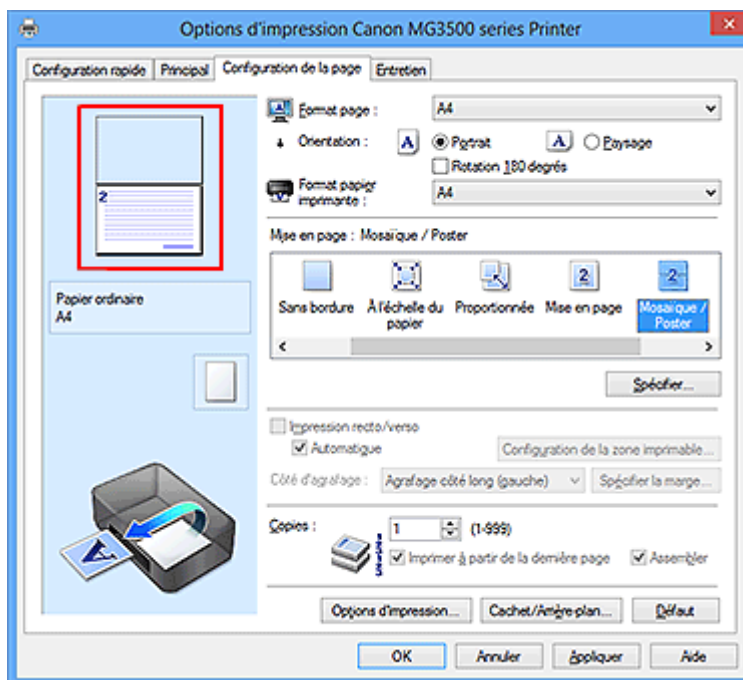 Options d'impression Canon MG3500 series Printer
Configuration rapide Principal Configuration de la page Entretien
Format page : A4
Orientation : A Portrait A Paysage
Rotation 180 degrés
Format papier imprimante : A4
Mise en page : Mosaïque / Poster
2
2
-2-
Sans bordure À l'échelle du papier Proportionnée Mise en page Mosaïque / Poster
Papier ordinaire
A4
Spécifier...
Impression recto/verso
Automatique Configuration de la zone imprimable...
Côté d'agrafage : Agrafage côté long (gauche) Spécifier la marge...
Copies : 1 (1-999)
Imprimer à partir de la dernière page Assembler
A
Options d'impression... Cachet/Arrière-plan... Défaut
OK Annuler Appliquer Aide